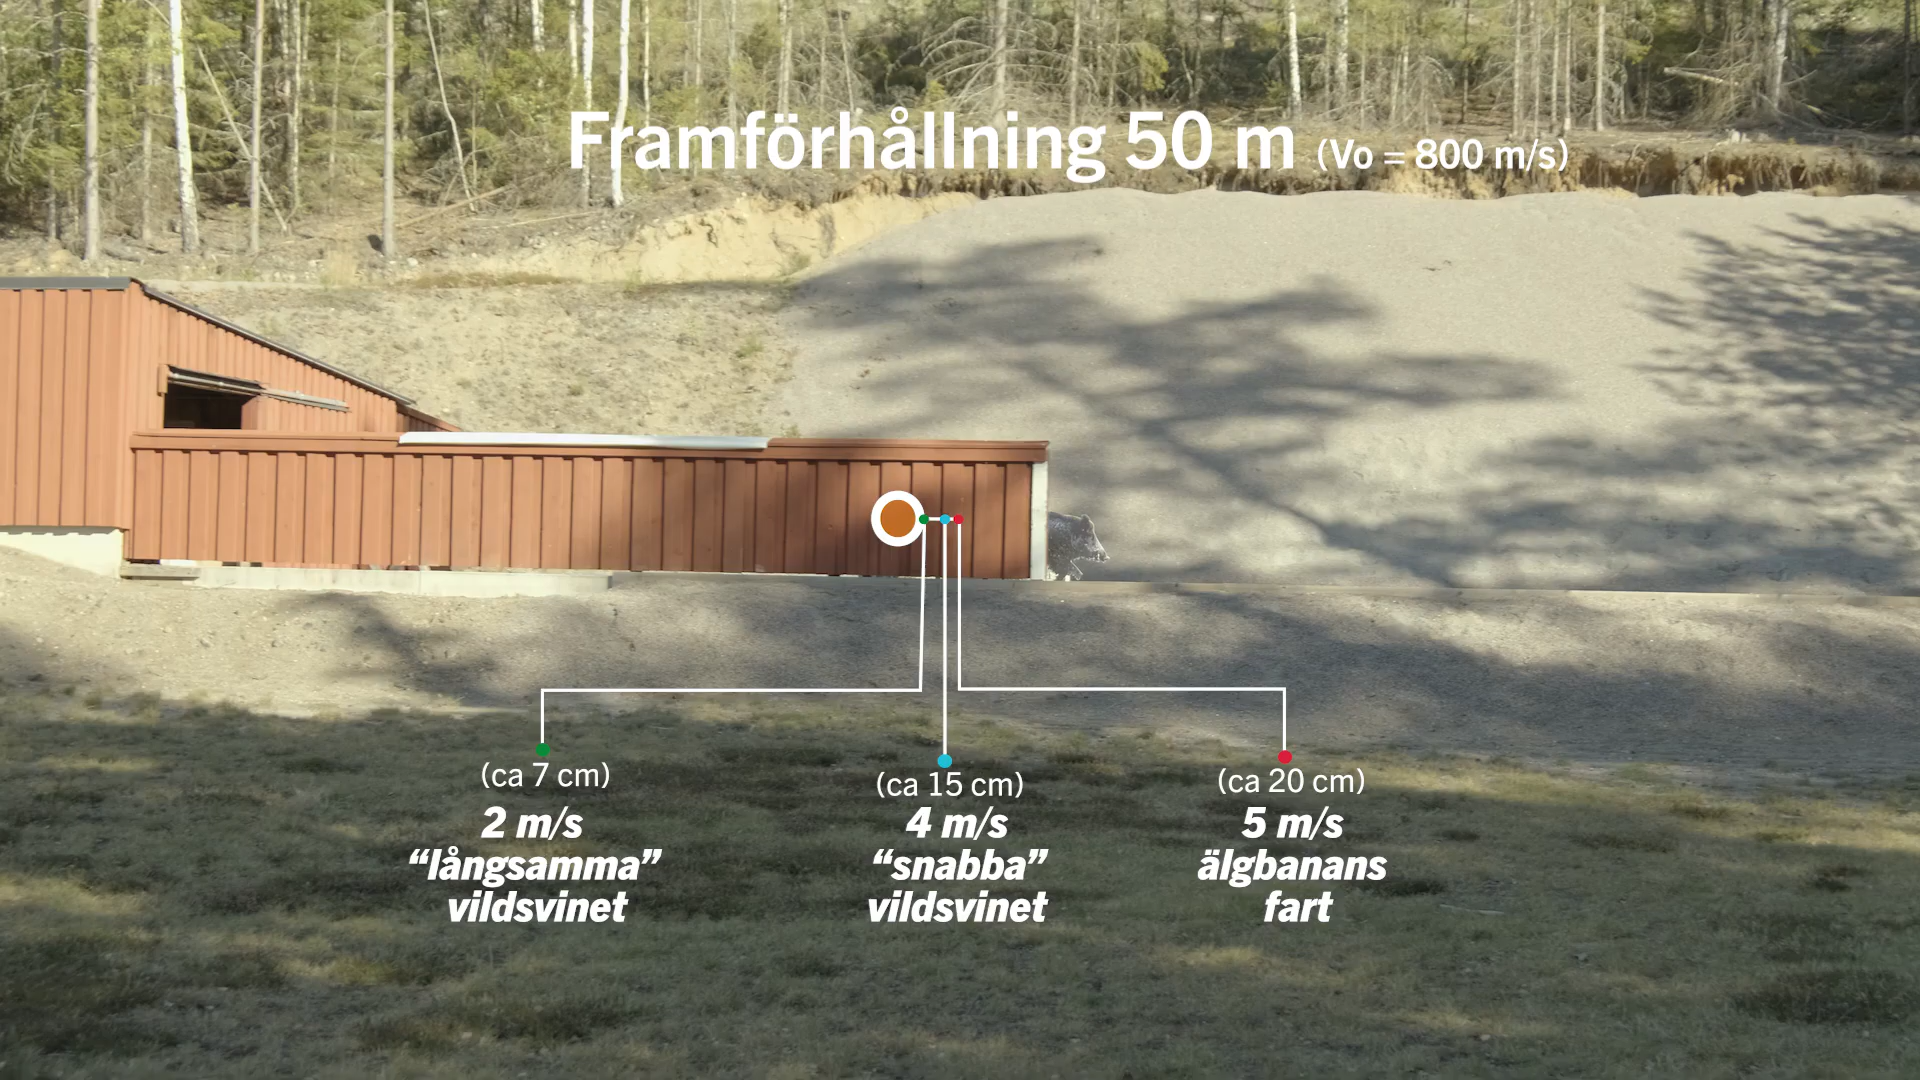 Framförhållning 50 m (Vo = 800 m/s)
(ca 7 cm)
2 m/s
“långsamma”
vildsvinet
(ca 15 cm)
4 m/s
“snabba”
vildsvinet
(ca 20 cm)
5 m/s
älgbanans
fart